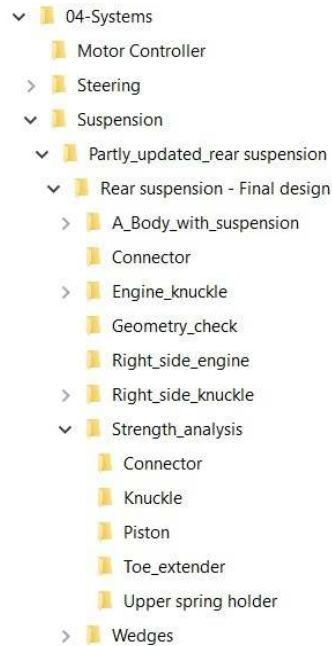 04-Systems
Motor Controller
Steering
Suspension
Partly_updated_rear suspension
Rear suspension - Final design
A_Body_with_suspension
Connector
Engine_knuckle
Geometry_check
Right_side_engine
Right_side_knuckle
Strength_analysis
Connector
Knuckle
Piston
Toe_extender
Upper spring holder
Wedges